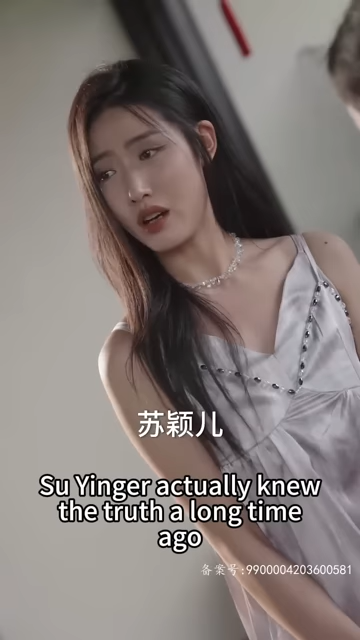 苏颖儿
Su Yinger actually knew
the truth a long time
ago
备案号:9900004203600581